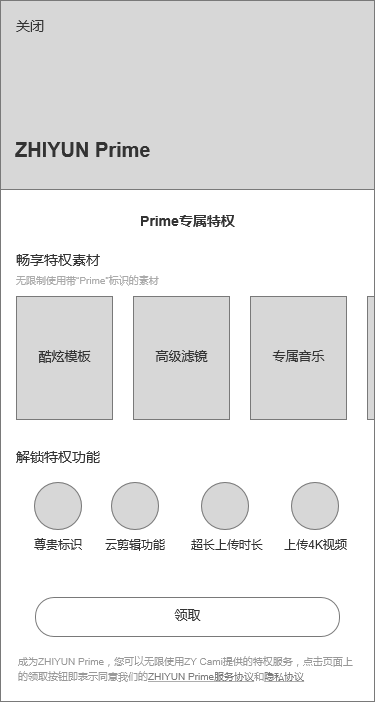 关闭
ZHIYUN Prime
Prime专属特权
畅享特权素材
无限制使用带“Prime”标识的素材
酷炫模板 高级滤镜 专属音乐
解锁特权功能
尊贵标识 云剪辑功能 超长上传时长 上传4K视频
领取
成为ZHIYUN Prime，您可以无限使用ZY Cami提供的特权服务，点击页面上
的领取按钮即表示同意我们的ZHIYUN Prime服务协议和隐私协议